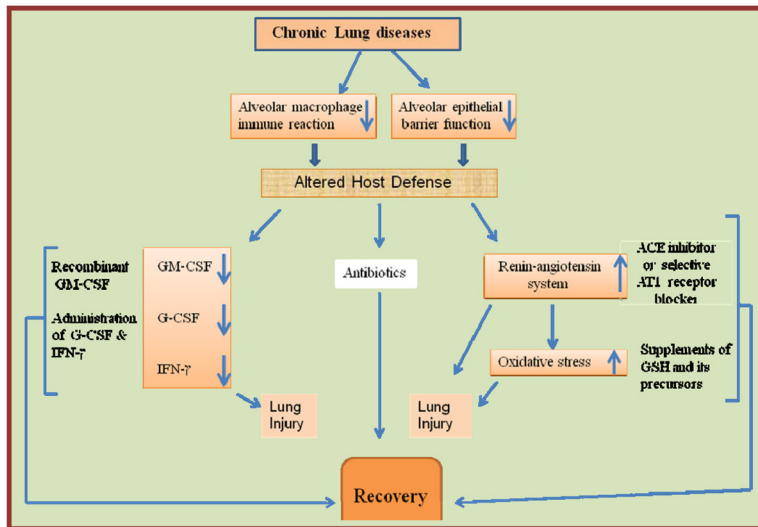 Chronic Lung diseases
Alveolar macrophage
immune reaction
Alveolar epithelial
barrier function
Altered Host Defense
Recombinant
GM-CSF
Administration
of G-CSF &
IFN-γ
GM-CSF
G-CSF
IFN-γ
Lung
Injury
Antibiotics
Renin-angiotensin
system
ACE inhibitor
or selective
AT1 receptor
blocker
Oxidative stress
Supplements of
GSH and its
precursors
Lung
Injury
Recovery